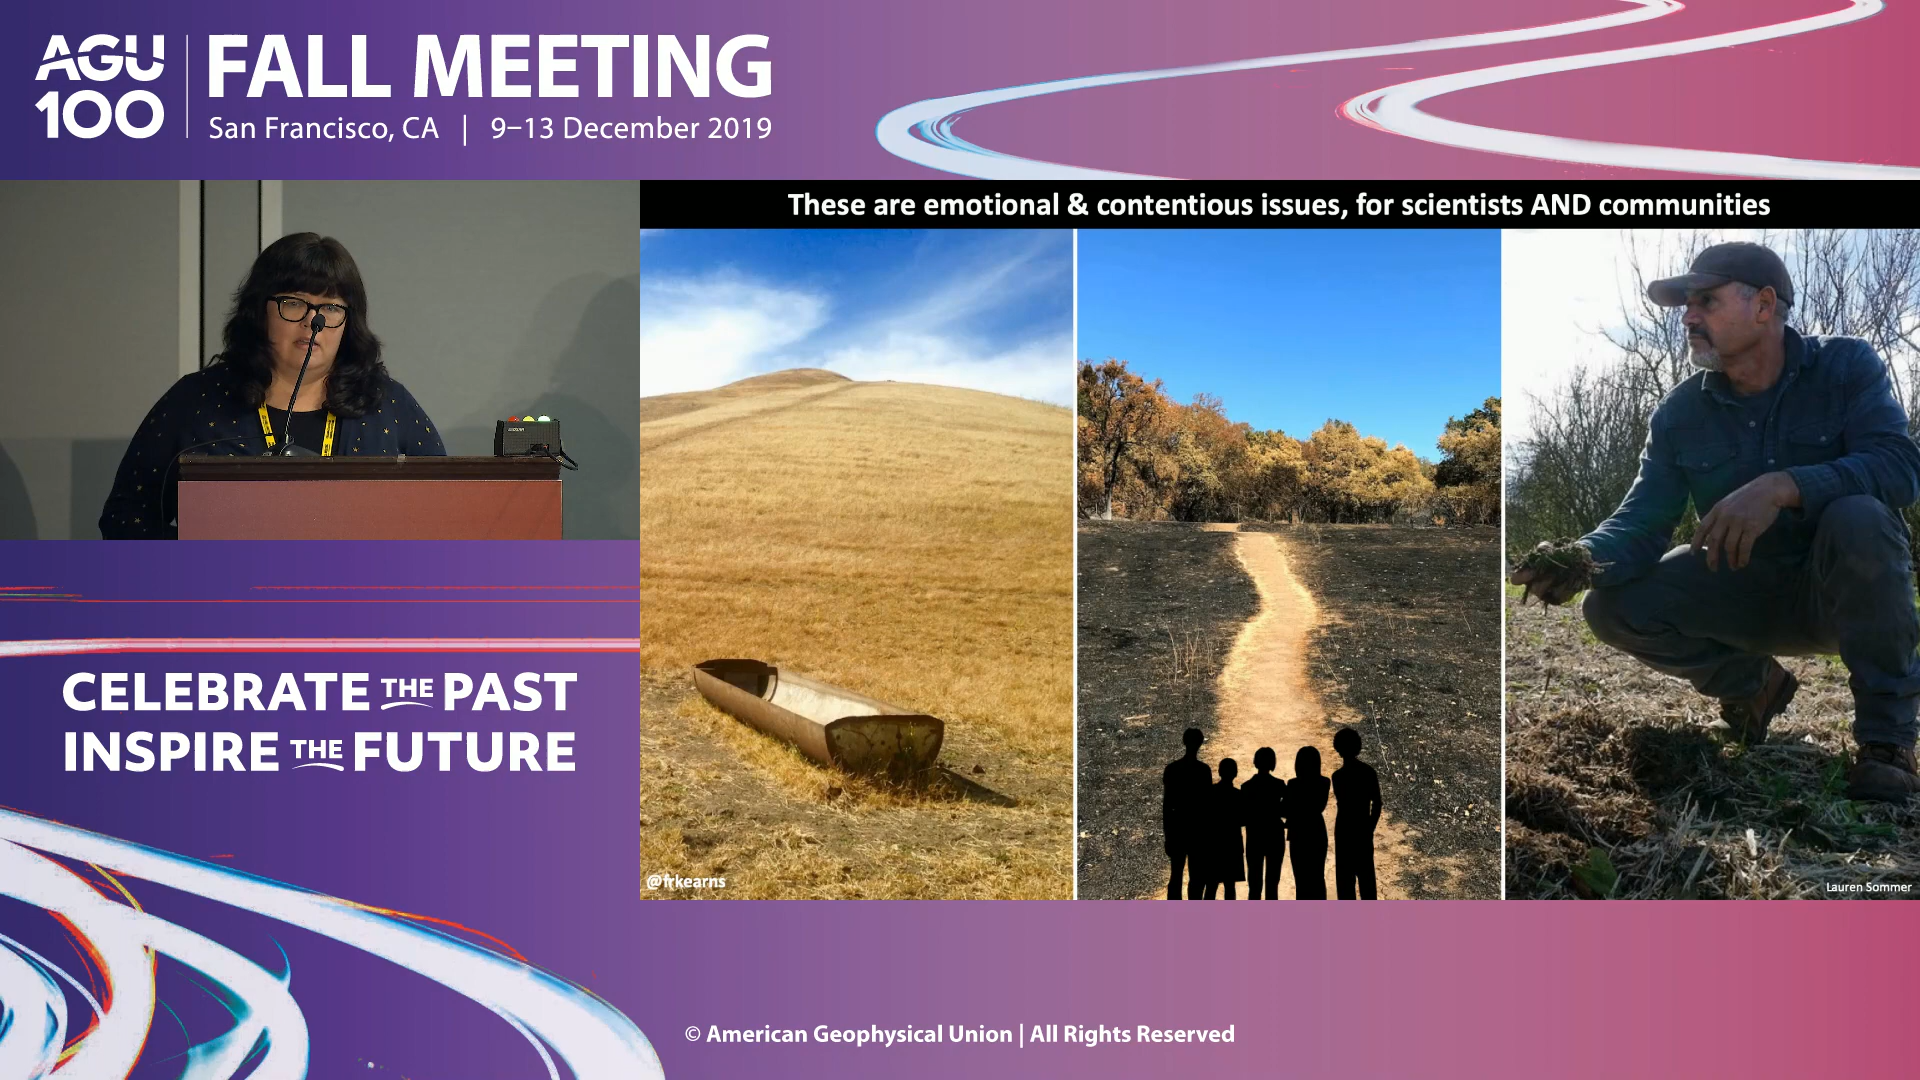 AGU
100
FALL MEETING
San Francisco, CA | 9–13 December 2019
These are emotional & contentious issues, for scientists AND communities
CELEBRATE THE PAST
INSPIRE THE FUTURE
@frkearns
Lauren Sommer
© American Geophysical Union | All Rights Reserved